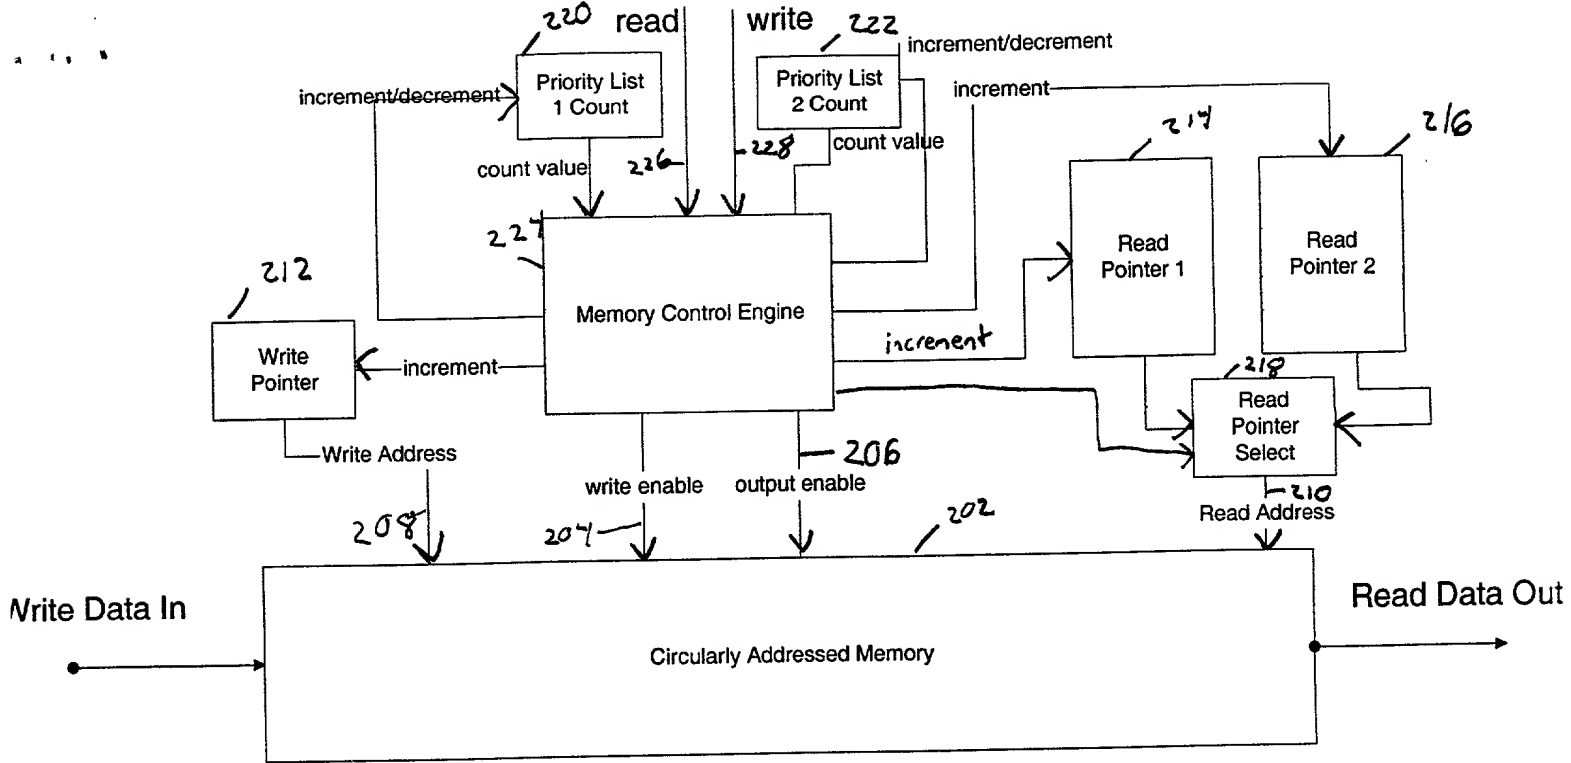 220
read
write
222
increment/decrement
Priority List
1 Count
Priority List
2 Count
increment/decrement
increment
214
216
count value
226
228
count value
224
212
Read
Pointer 1
Read
Pointer 2
Memory Control Engine
increment
Write
Pointer
increment
218
Read
Pointer
Select
Write Address
206
write enable
output enable
210
Read Address
208
204
202
Write Data In
Read Data Out
Circularly Addressed Memory